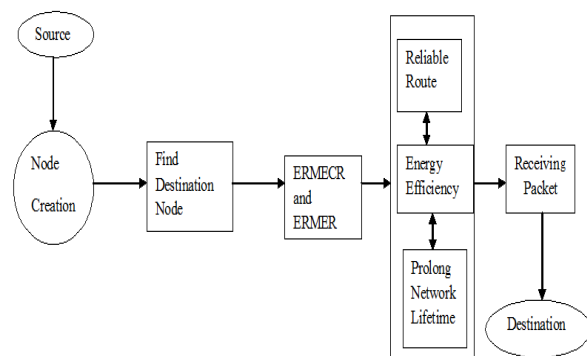 Source
Node
Creation
Find
Destination
Node
ERMECR
and
ERMER
Reliable
Route
Energy
Efficiency
Prolong
Network
Lifetime
Receiving
Packet
Destination